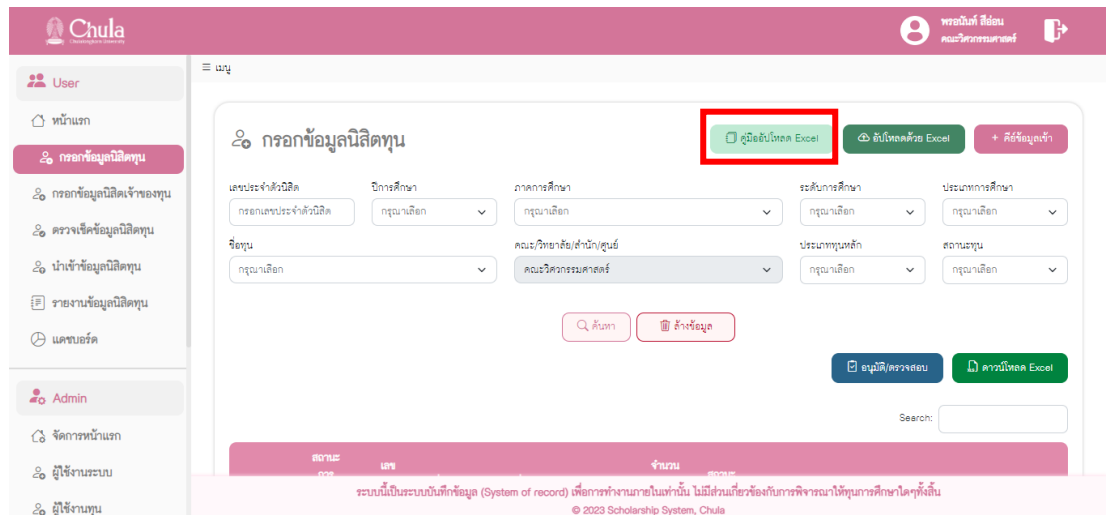 Chula
Chulalongkorn University
พรอนันท์ สีอ่อน
คณะวิศวกรรมศาสตร์
User
หน้าแรก
กรอกข้อมูลนิสิตทุน
กรอกข้อมูลนิสิตเจ้าของทุน
ตรวจเช็คข้อมูลนิสิตทุน
นำเข้าข้อมูลนิสิตทุน
รายงานข้อมูลนิสิตทุน
แดชบอร์ด
Admin
จัดการหน้าแรก
ผู้ใช้งานระบบ
ผู้ใช้งานทุน
เมนู
กรอกข้อมูลนิสิตทุน
คู่มืออัปโหลด Excel
อัปโหลดด้วย Excel
+ คีย์ข้อมูลเข้า
เลขประจำตัวนิสิต ปีการศึกษา ภาคการศึกษา ระดับการศึกษา ประเภทการศึกษา
กรอกเลขประจำตัวนิสิต กรุณาเลือก กรุณาเลือก กรุณาเลือก กรุณาเลือก
ชื่อทุน คณะ/วิทยาลัย/สำนัก/ศูนย์ ประเภททุนหลัก สถานะทุน
กรุณาเลือก คณะวิศวกรรมศาสตร์ กรุณาเลือก กรุณาเลือก
ค้นหา ล้างข้อมูล
อนุมัติ/ตรวจสอบ ดาวน์โหลด Excel
Search:
สถานะ เลข จำนวน
ระบบนี้เป็นระบบบันทึกข้อมูล (System of record) เพื่อการทำงานภายในเท่านั้น ไม่มีส่วนเกี่ยวข้องกับการพิจารณาให้ทุนการศึกษาใดๆทั้งสิ้น
© 2023 Scholarship System, Chula